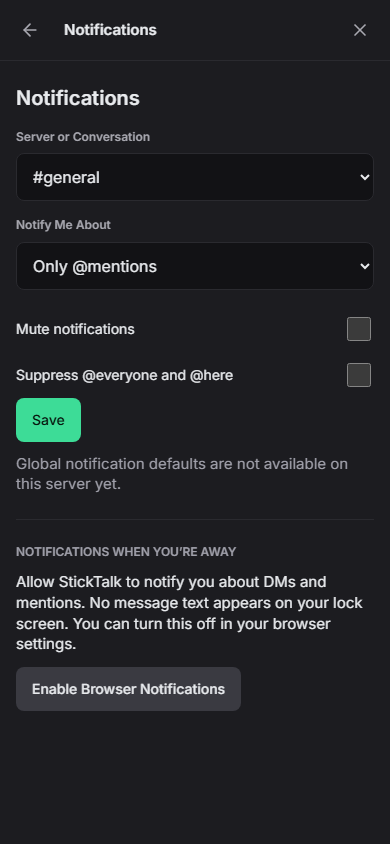 Notifications
Notifications
Server or Conversation
#general
Notify Me About
Only @mentions
Mute notifications
Suppress @everyone and @here
Save
Global notification defaults are not available on
this server yet.
NOTIFICATIONS WHEN YOU’RE AWAY
Allow StickTalk to notify you about DMs and
mentions. No message text appears on your lock
screen. You can turn this off in your browser
settings.
Enable Browser Notifications